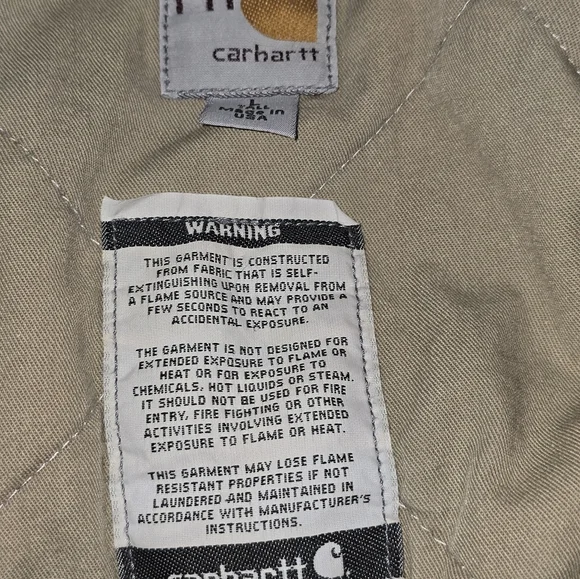 FR
carhartt
L
TALL
MADE IN
USA
WARNING
THIS GARMENT IS CONSTRUCTED
FROM FABRIC THAT IS SELF-
EXTINGUISHING UPON REMOVAL FROM
A FLAME SOURCE AND MAY PROVIDE A
FEW SECONDS TO REACT TO AN
ACCIDENTAL EXPOSURE.
THE GARMENT IS NOT DESIGNED FOR
EXTENDED EXPOSURE TO FLAME OR
HEAT OR FOR EXPOSURE TO
CHEMICALS, HOT LIQUIDS OR STEAM.
IT SHOULD NOT BE USED FOR FIRE
ENTRY, FIRE FIGHTING OR OTHER
ACTIVITIES INVOLVING EXTENDED
EXPOSURE TO FLAME OR HEAT.
THIS GARMENT MAY LOSE FLAME
RESISTANT PROPERTIES IF NOT
LAUNDERED AND MAINTAINED IN
ACCORDANCE WITH MANUFACTURER'S
INSTRUCTIONS.
carhartt